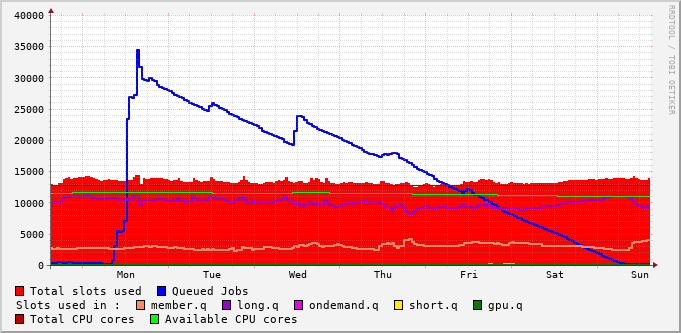 40000
35000
30000
25000
20000
15000
10000
5000
0
Mon Tue Wed Thu Fri Sat Sun
RRDTOOL / TOBI OETIKER
Total slots used Queued Jobs
Slots used in : member.q long.q ondemand.q short.q gpu.q
Total CPU cores Available CPU cores